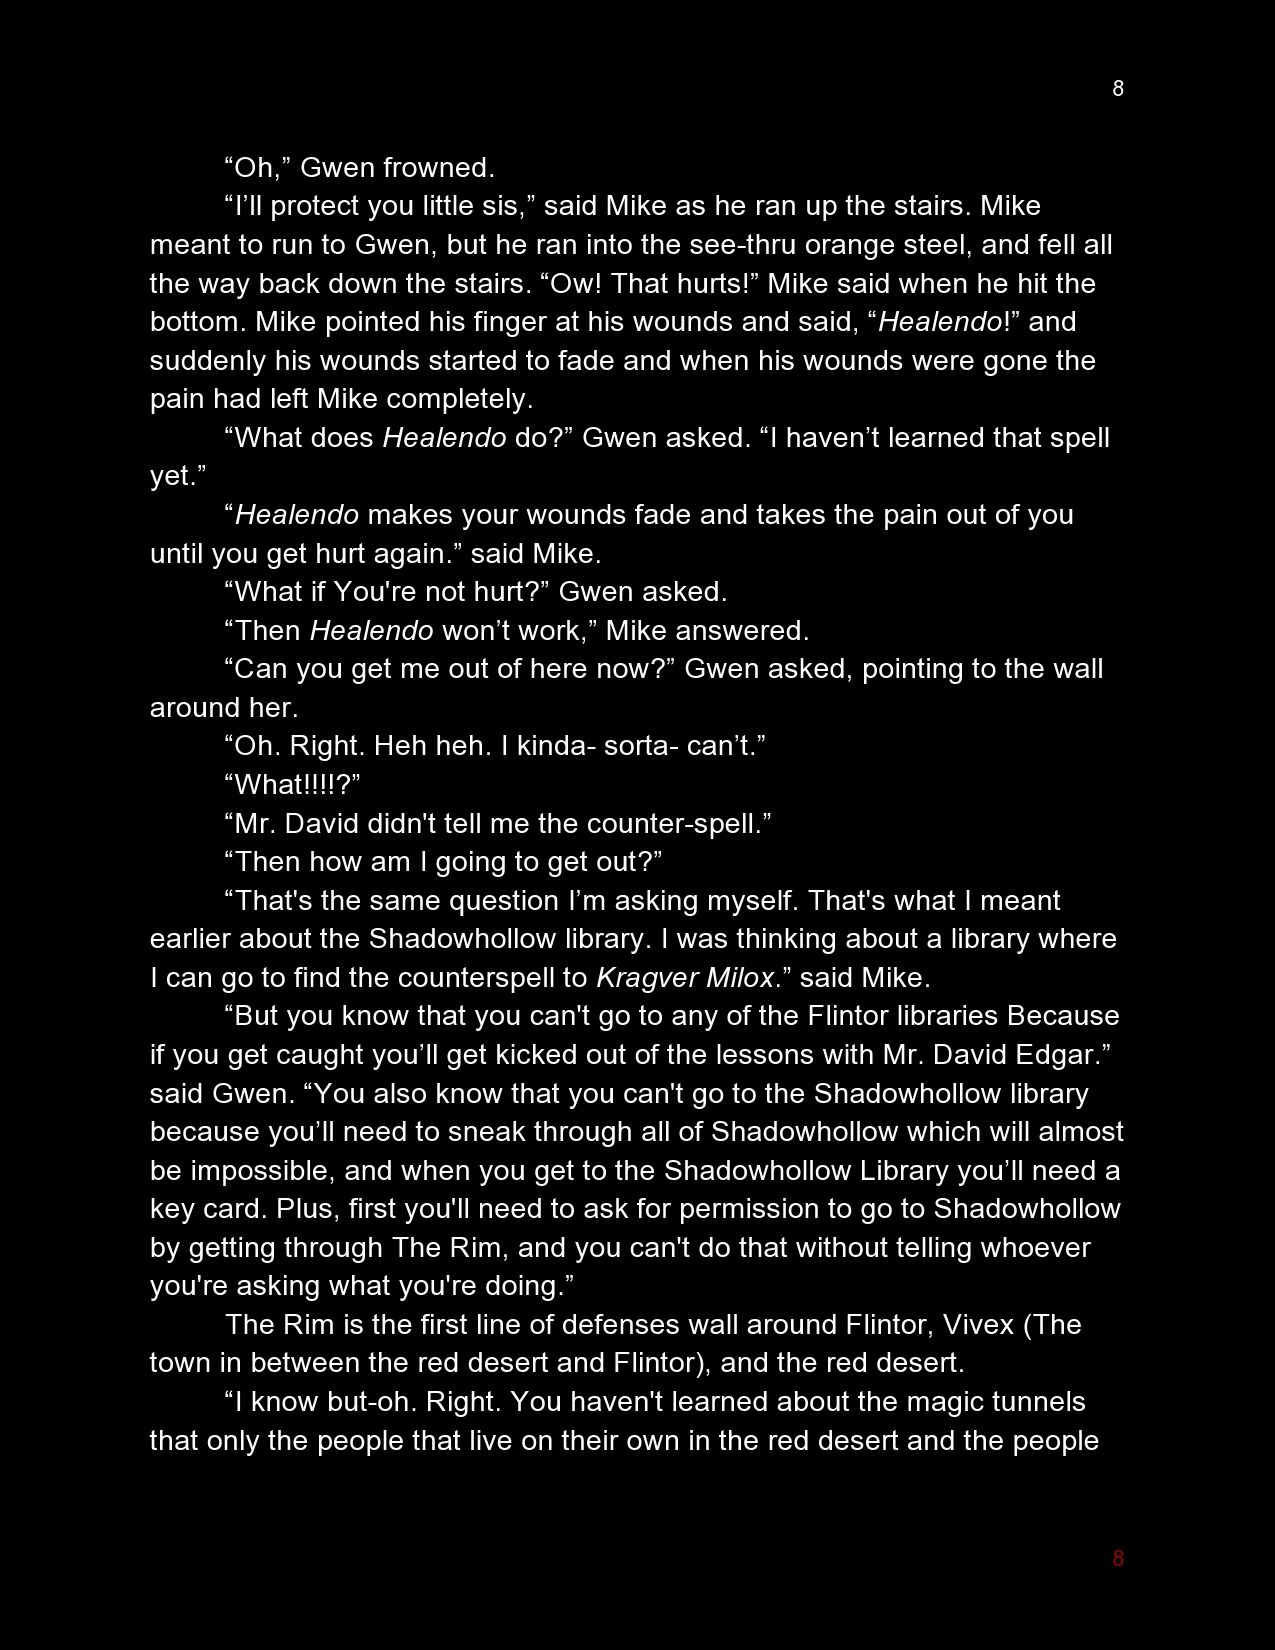 8
“Oh,” Gwen frowned.
“I’ll protect you little sis,” said Mike as he ran up the stairs. Mike
meant to run to Gwen, but he ran into the see-thru orange steel, and fell all
the way back down the stairs. “Ow! That hurts!” Mike said when he hit the
bottom. Mike pointed his finger at his wounds and said, “Healendo!” and
suddenly his wounds started to fade and when his wounds were gone the
pain had left Mike completely.
“What does Healendo do?” Gwen asked. “I haven’t learned that spell
yet.”
“Healendo makes your wounds fade and takes the pain out of you
until you get hurt again.” said Mike.
“What if You're not hurt?” Gwen asked.
“Then Healendo won’t work,” Mike answered.
“Can you get me out of here now?” Gwen asked, pointing to the wall
around her.
“Oh. Right. Heh heh. I kinda- sorta- can’t.”
“What!!!!?”
“Mr. David didn't tell me the counter-spell.”
“Then how am I going to get out?”
“That's the same question I’m asking myself. That's what I meant
earlier about the Shadowhollow library. I was thinking about a library where
I can go to find the counterspell to Kragver Milox.” said Mike.
“But you know that you can't go to any of the Flintor libraries Because
if you get caught you’ll get kicked out of the lessons with Mr. David Edgar.”
said Gwen. “You also know that you can't go to the Shadowhollow library
because you’ll need to sneak through all of Shadowhollow which will almost
be impossible, and when you get to the Shadowhollow Library you’ll need a
key card. Plus, first you'll need to ask for permission to go to Shadowhollow
by getting through The Rim, and you can't do that without telling whoever
you're asking what you're doing.”
The Rim is the first line of defenses wall around Flintor, Vivex (The
town in between the red desert and Flintor), and the red desert.
“I know but-oh. Right. You haven't learned about the magic tunnels
that only the people that live on their own in the red desert and the people
8